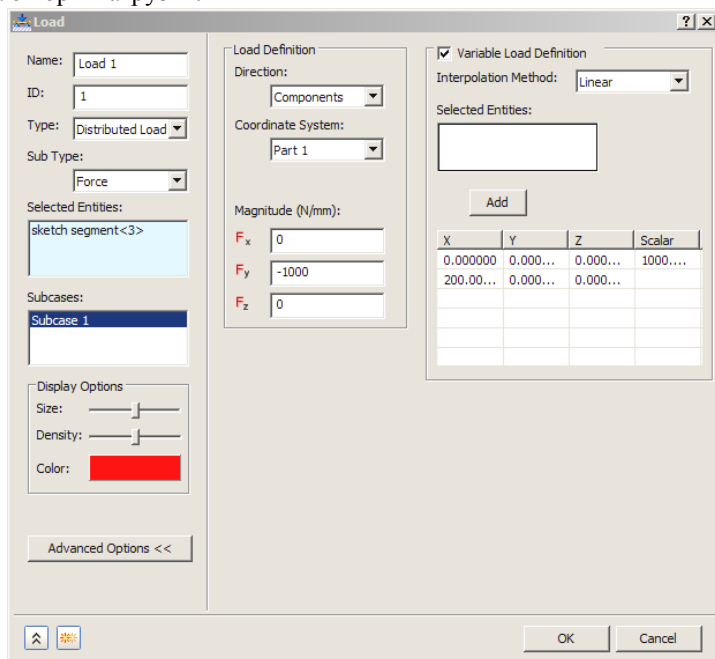 Load
Name: Load 1
ID: 1
Type: Distributed Load
Sub Type:
Force
Selected Entities:
sketch segment<3>
Subcases:
Subcase 1
Display Options
Size:
Density:
Color:
Advanced Options <<
Load Definition
Direction:
Components
Coordinate System:
Part 1
Magnitude (N/mm):
Fx 0
Fy -1000
Fz 0
Variable Load Definition
Interpolation Method: Linear
Selected Entities:
Add
X Y Z Scalar
0.000000 0.000... 0.000... 1000....
200.00... 0.000... 0.000...
OK Cancel